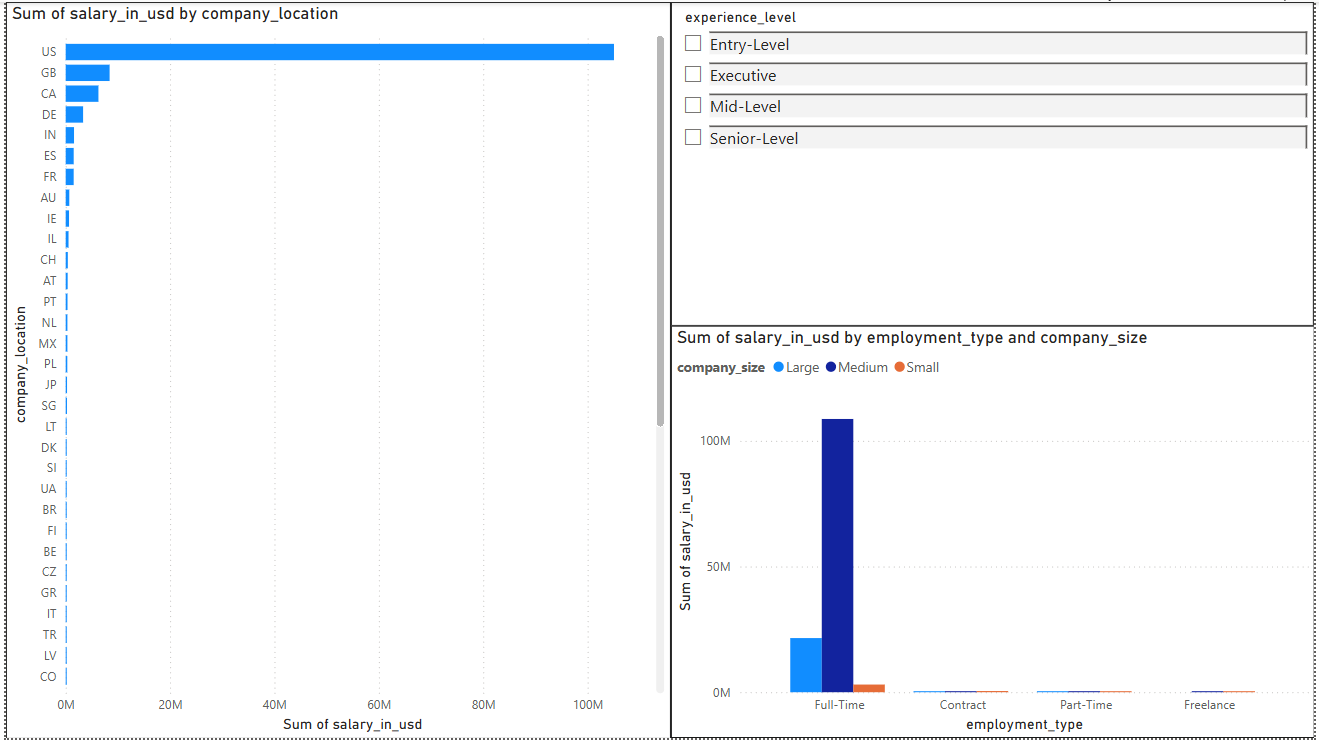 Sum of salary_in_usd by company_location
company_location
US
GB
CA
DE
IN
ES
FR
AU
IE
IL
CH
AT
PT
NL
MX
PL
JP
SG
LT
DK
SI
UA
BR
FI
BE
CZ
GR
IT
TR
LV
CO
0M 20M 40M 60M 80M 100M
Sum of salary_in_usd
experience_level
Entry-Level
Executive
Mid-Level
Senior-Level
Sum of salary_in_usd by employment_type and company_size
company_size Large Medium Small
Sum of salary_in_usd
100M
50M
0M
Full-Time Contract Part-Time Freelance
employment_type